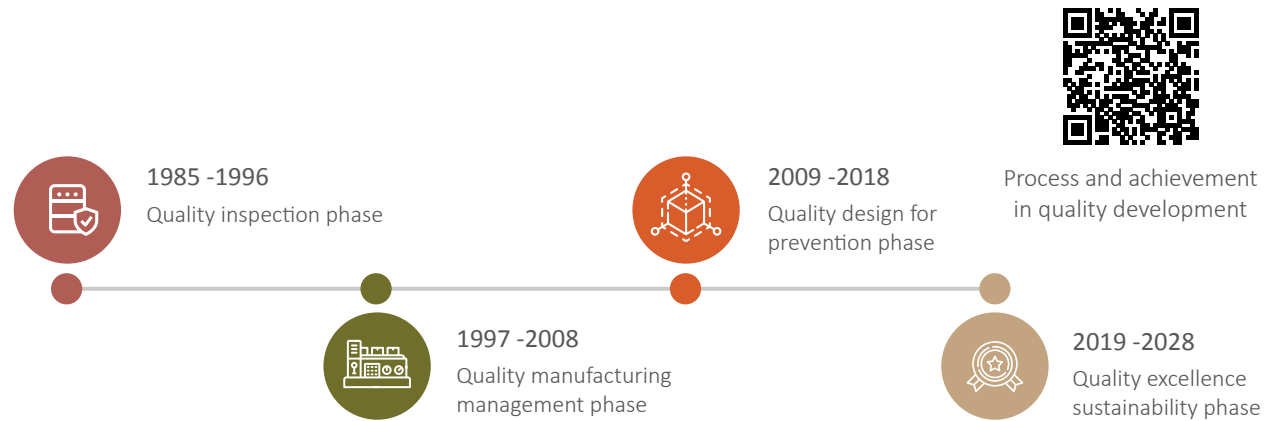 1985 -1996
Quality inspection phase
1997 -2008
Quality manufacturing
management phase
2009 -2018
Quality design for
prevention phase
2019 -2028
Quality excellence
sustainability phase
Process and achievement
in quality development